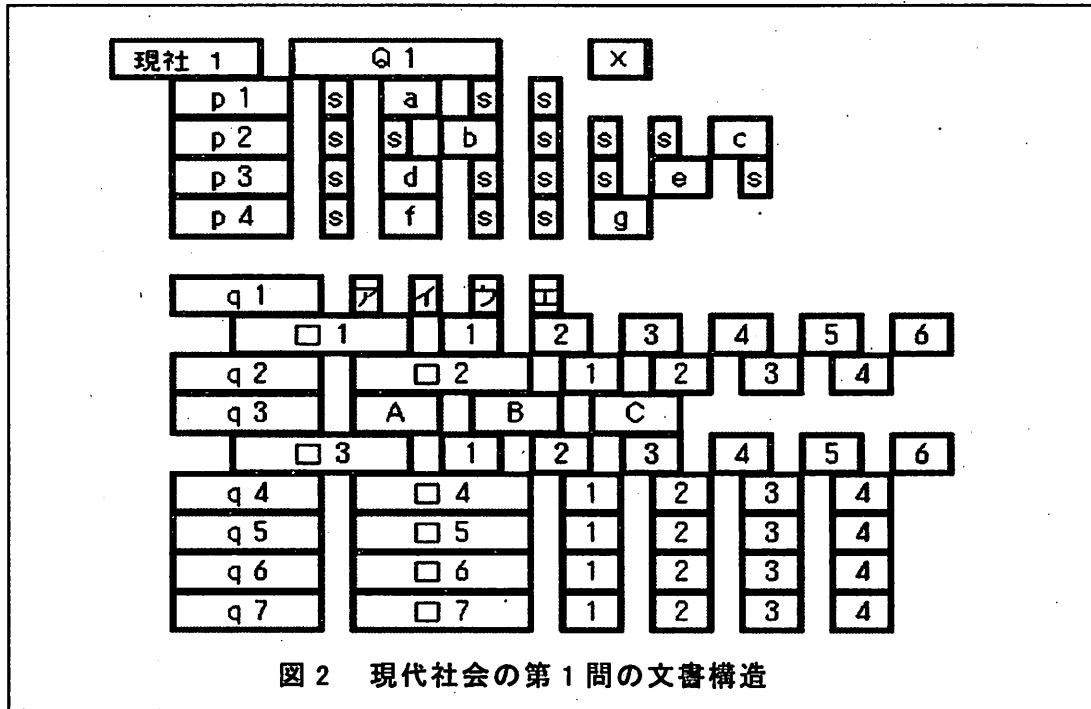 現社 1 Q 1 x
p 1 s a s s
p 2 s s b s s s c
p 3 s d s s s e s
p 4 s f s s g
q 1 ア イ ウ エ
□ 1 1 2 3 4 5 6
q 2 □ 2 1 2 3 4
q 3 A B C
□ 3 1 2 3 4 5 6
q 4 □ 4 1 2 3 4
q 5 □ 5 1 2 3 4
q 6 □ 6 1 2 3 4
q 7 □ 7 1 2 3 4
図 2 現代社会の第 1 問の文書構造